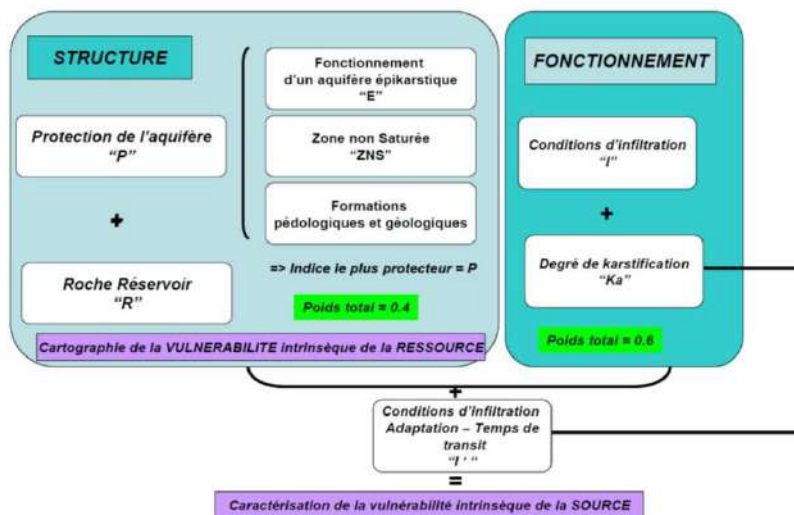 STRUCTURE
Protection de l'aquifère
"P"
+
Roche Réservoir
"R"
Fonctionnement
d'un aquifère épikarstique
"E"
Zone non Saturée
"ZNS"
Formations
pédologiques et géologiques
=> Indice le plus protecteur = P
Poids total = 0.4
Cartographie de la VULNERABILITE intrinsèque de la RESSOURCE
FONCTIONNEMENT
Conditions d'infiltration
"I"
+
Degré de karstification
"Ka"
Poids total = 0.6
+
Conditions d'infiltration
Adaptation – Temps de
transit
"I ' "
=
Caractérisation de la vulnérabilité intrinsèque de la SOURCE